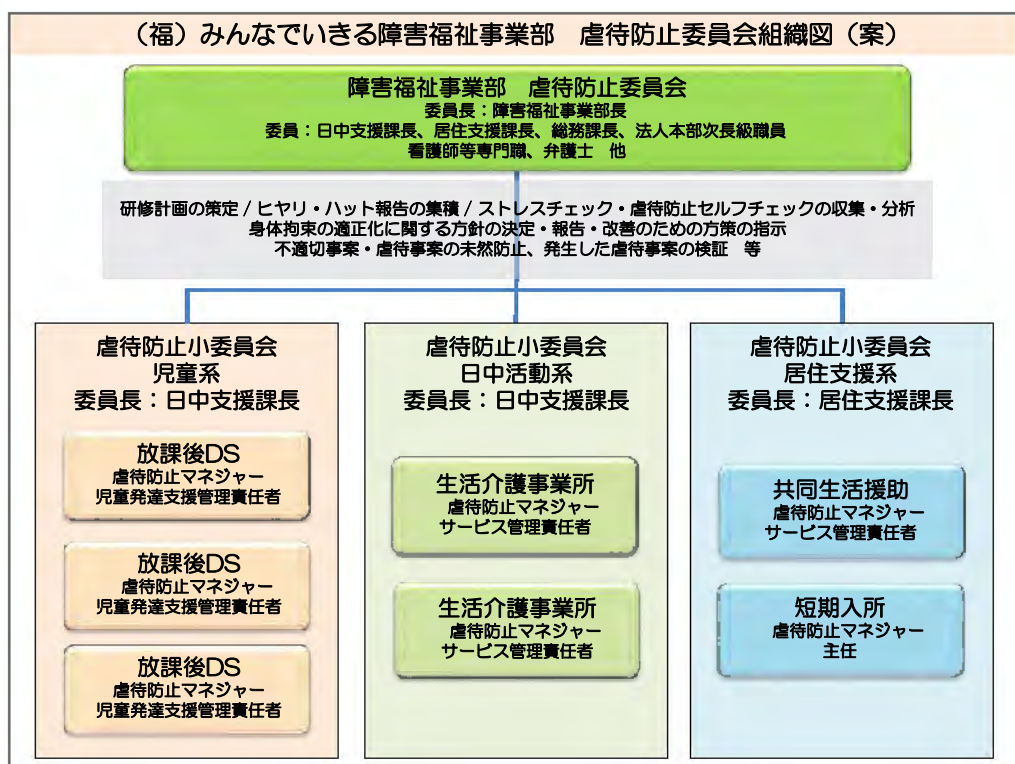 （福）みんなでいきる障害福祉事業部　虐待防止委員会組織図（案）
障害福祉事業部　虐待防止委員会
委員長：障害福祉事業部長
委員：日中支援課長、居住支援課長、総務課長、法人本部次長級職員
看護師等専門職、弁護士　他
研修計画の策定 / ヒヤリ・ハット報告の集積 / ストレスチェック・虐待防止セルフチェックの収集・分析
身体拘束の適正化に関する方針の決定・報告・改善のための方策の指示
不適切事案・虐待事案の未然防止、発生した虐待事案の検証　等
虐待防止小委員会
児童系
委員長：日中支援課長
放課後DS
虐待防止マネジャー
児童発達支援管理責任者
放課後DS
虐待防止マネジャー
児童発達支援管理責任者
放課後DS
虐待防止マネジャー
児童発達支援管理責任者
虐待防止小委員会
日中活動系
委員長：日中支援課長
生活介護事業所
虐待防止マネジャー
サービス管理責任者
生活介護事業所
虐待防止マネジャー
サービス管理責任者
虐待防止小委員会
居住支援系
委員長：居住支援課長
共同生活援助
虐待防止マネジャー
サービス管理責任者
短期入所
虐待防止マネジャー
主任